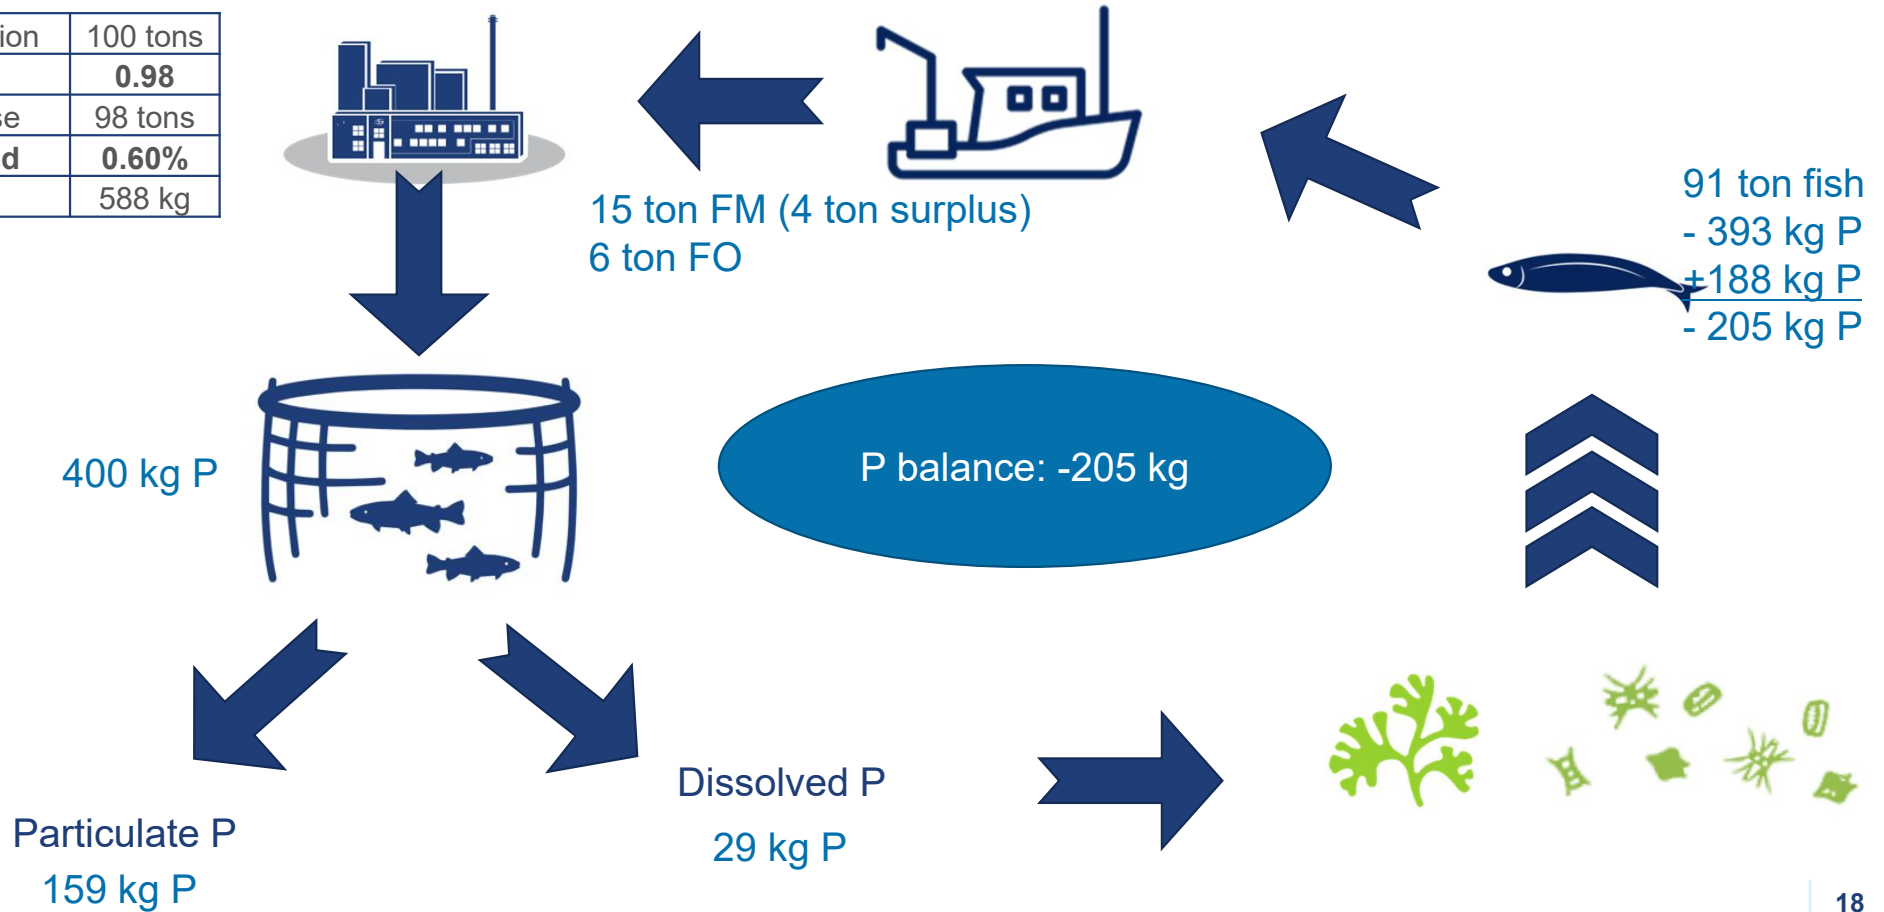 ion 100 tons
0.98
se 98 tons
d 0.60%
588 kg
15 ton FM (4 ton surplus)
6 ton FO
91 ton fish
- 393 kg P
+188 kg P
- 205 kg P
400 kg P
P balance: -205 kg
Dissolved P
29 kg P
Particulate P
159 kg P
18